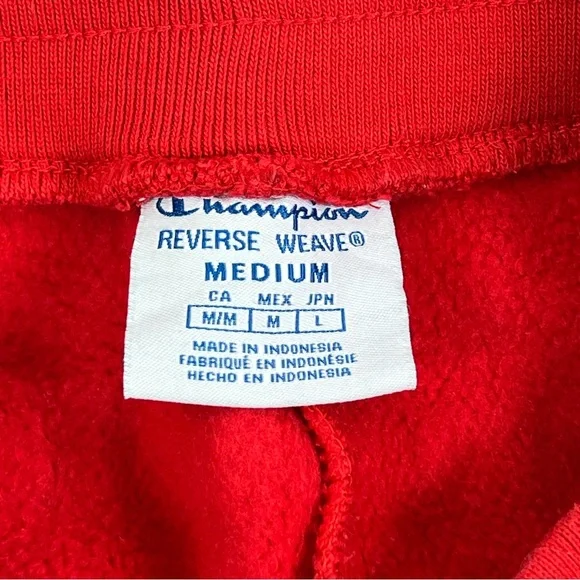 Champion
REVERSE WEAVE®
MEDIUM
CA MEX JPN
M/M M L
MADE IN INDONESIA
FABRIQUÉ EN INDONÉSIE
HECHO EN INDONESIA